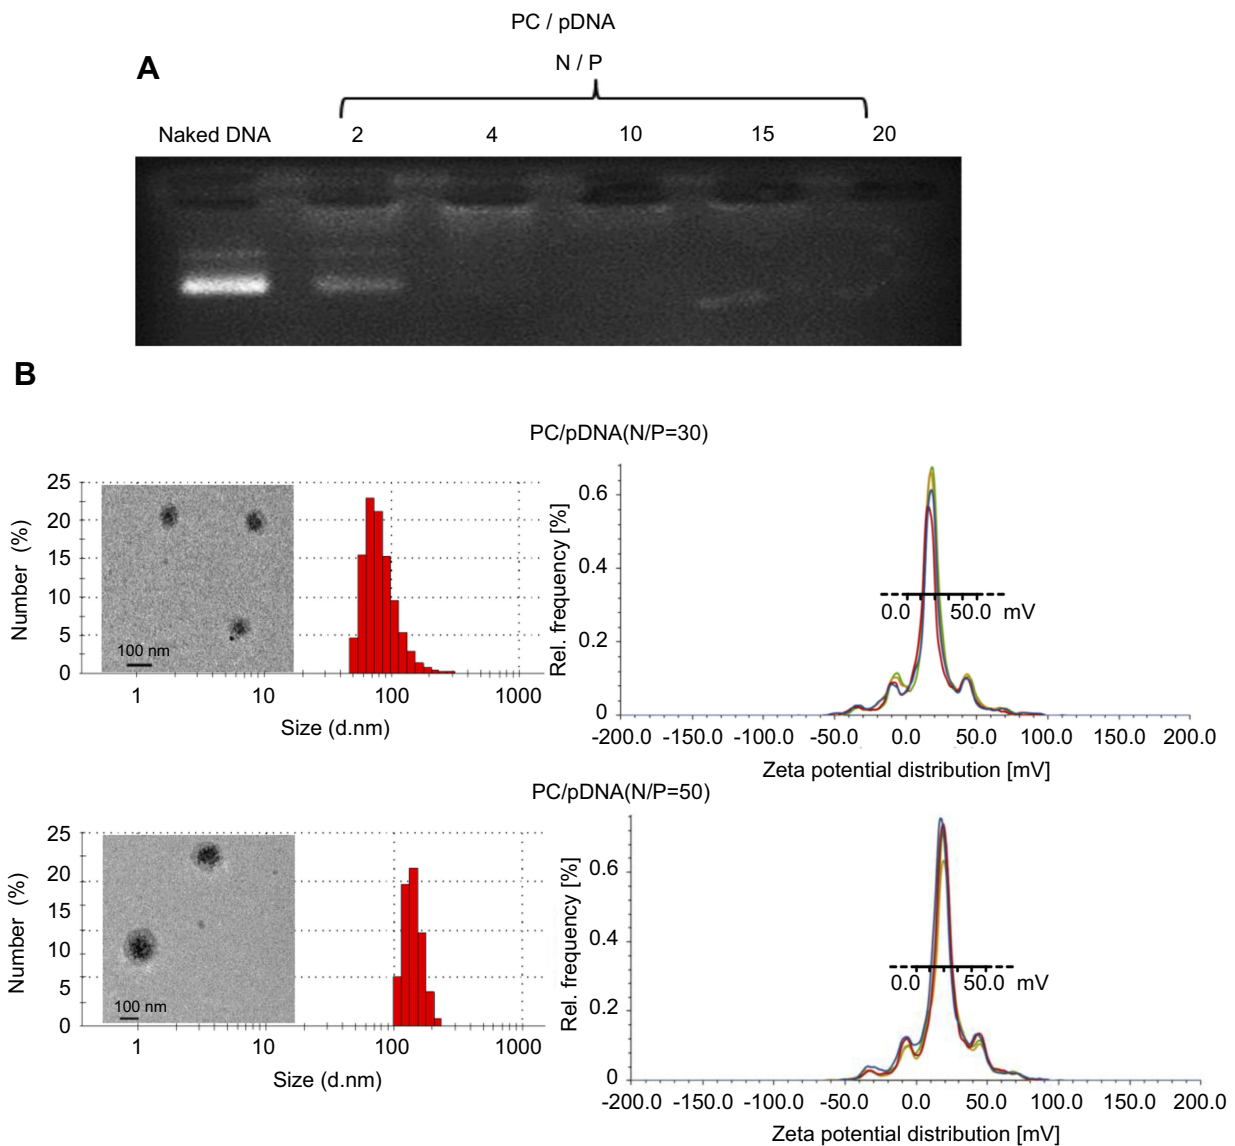 PC / pDNA
A
N / P
Naked DNA 2 4 10 15 20
B
PC/pDNA(N/P=30)
25
20
15
10
5
0
Number (%)
100 nm
1 10 100 1000
Size (d.nm)
0.6
0.4
0.2
0
Rel. frequency [%]
0.0 50.0 mV
-200.0 -150.0 -100.0 -50.0 0.0 50.0 100.0 150.0 200.0
Zeta potential distribution [mV]
PC/pDNA(N/P=50)
25
20
15
10
5
0
Number (%)
100 nm
1 10 100 1000
Size (d.nm)
0.6
0.4
0.2
0
Rel. frequency [%]
0.0 50.0 mV
-200.0 -150.0 -100.0 -50.0 0.0 50.0 100.0 150.0 200.0
Zeta potential distribution [mV]